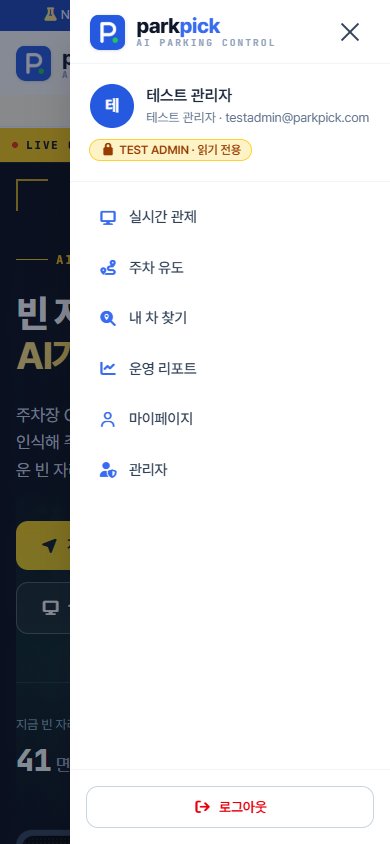 parkpick
AI PARKING CONTROL
테
테스트 관리자
테스트 관리자 · testadmin@parkpick.com
TEST ADMIN · 읽기 전용
실시간 관제
주차 유도
내 차 찾기
운영 리포트
마이페이지
관리자
로그아웃
N
LIVE
AI
빈
주차장
인식해
운 빈
지금 빈
41 면